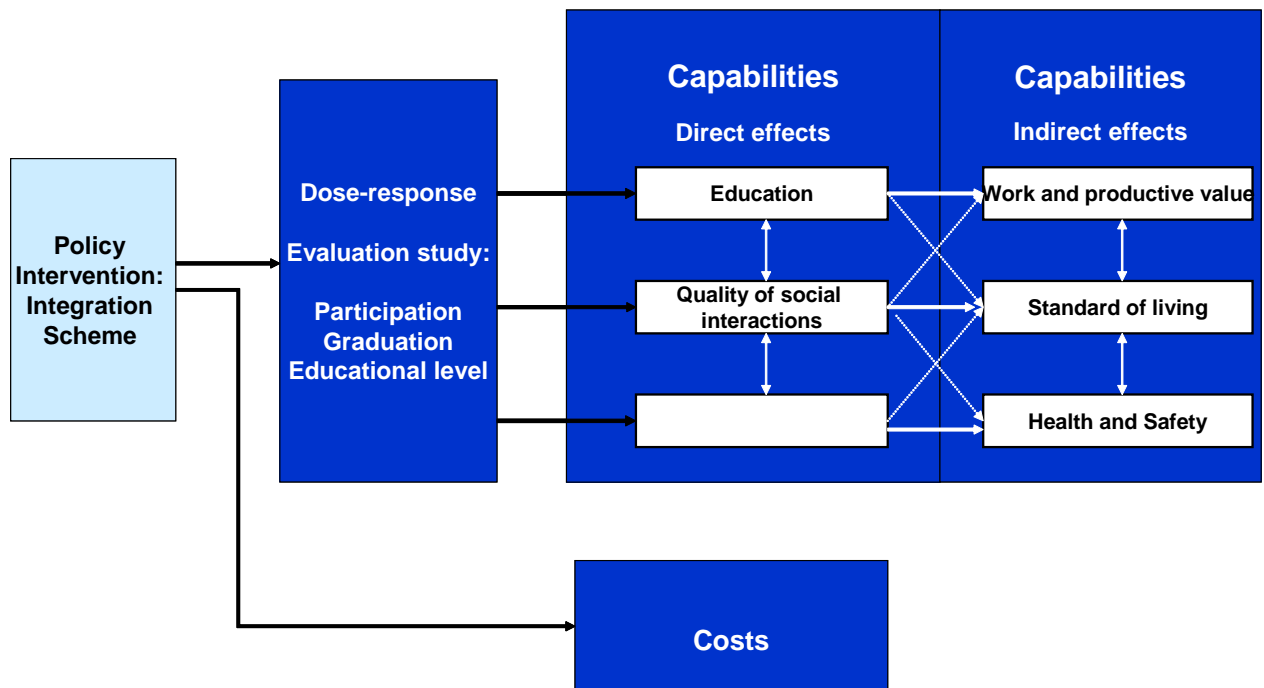 Policy
Intervention:
Integration
Scheme
Dose-response
Evaluation study:
Participation
Graduation
Educational level
Capabilities
Direct effects
Education
Quality of social
interactions
Capabilities
Indirect effects
Work and productive value
Standard of living
Health and Safety
Costs